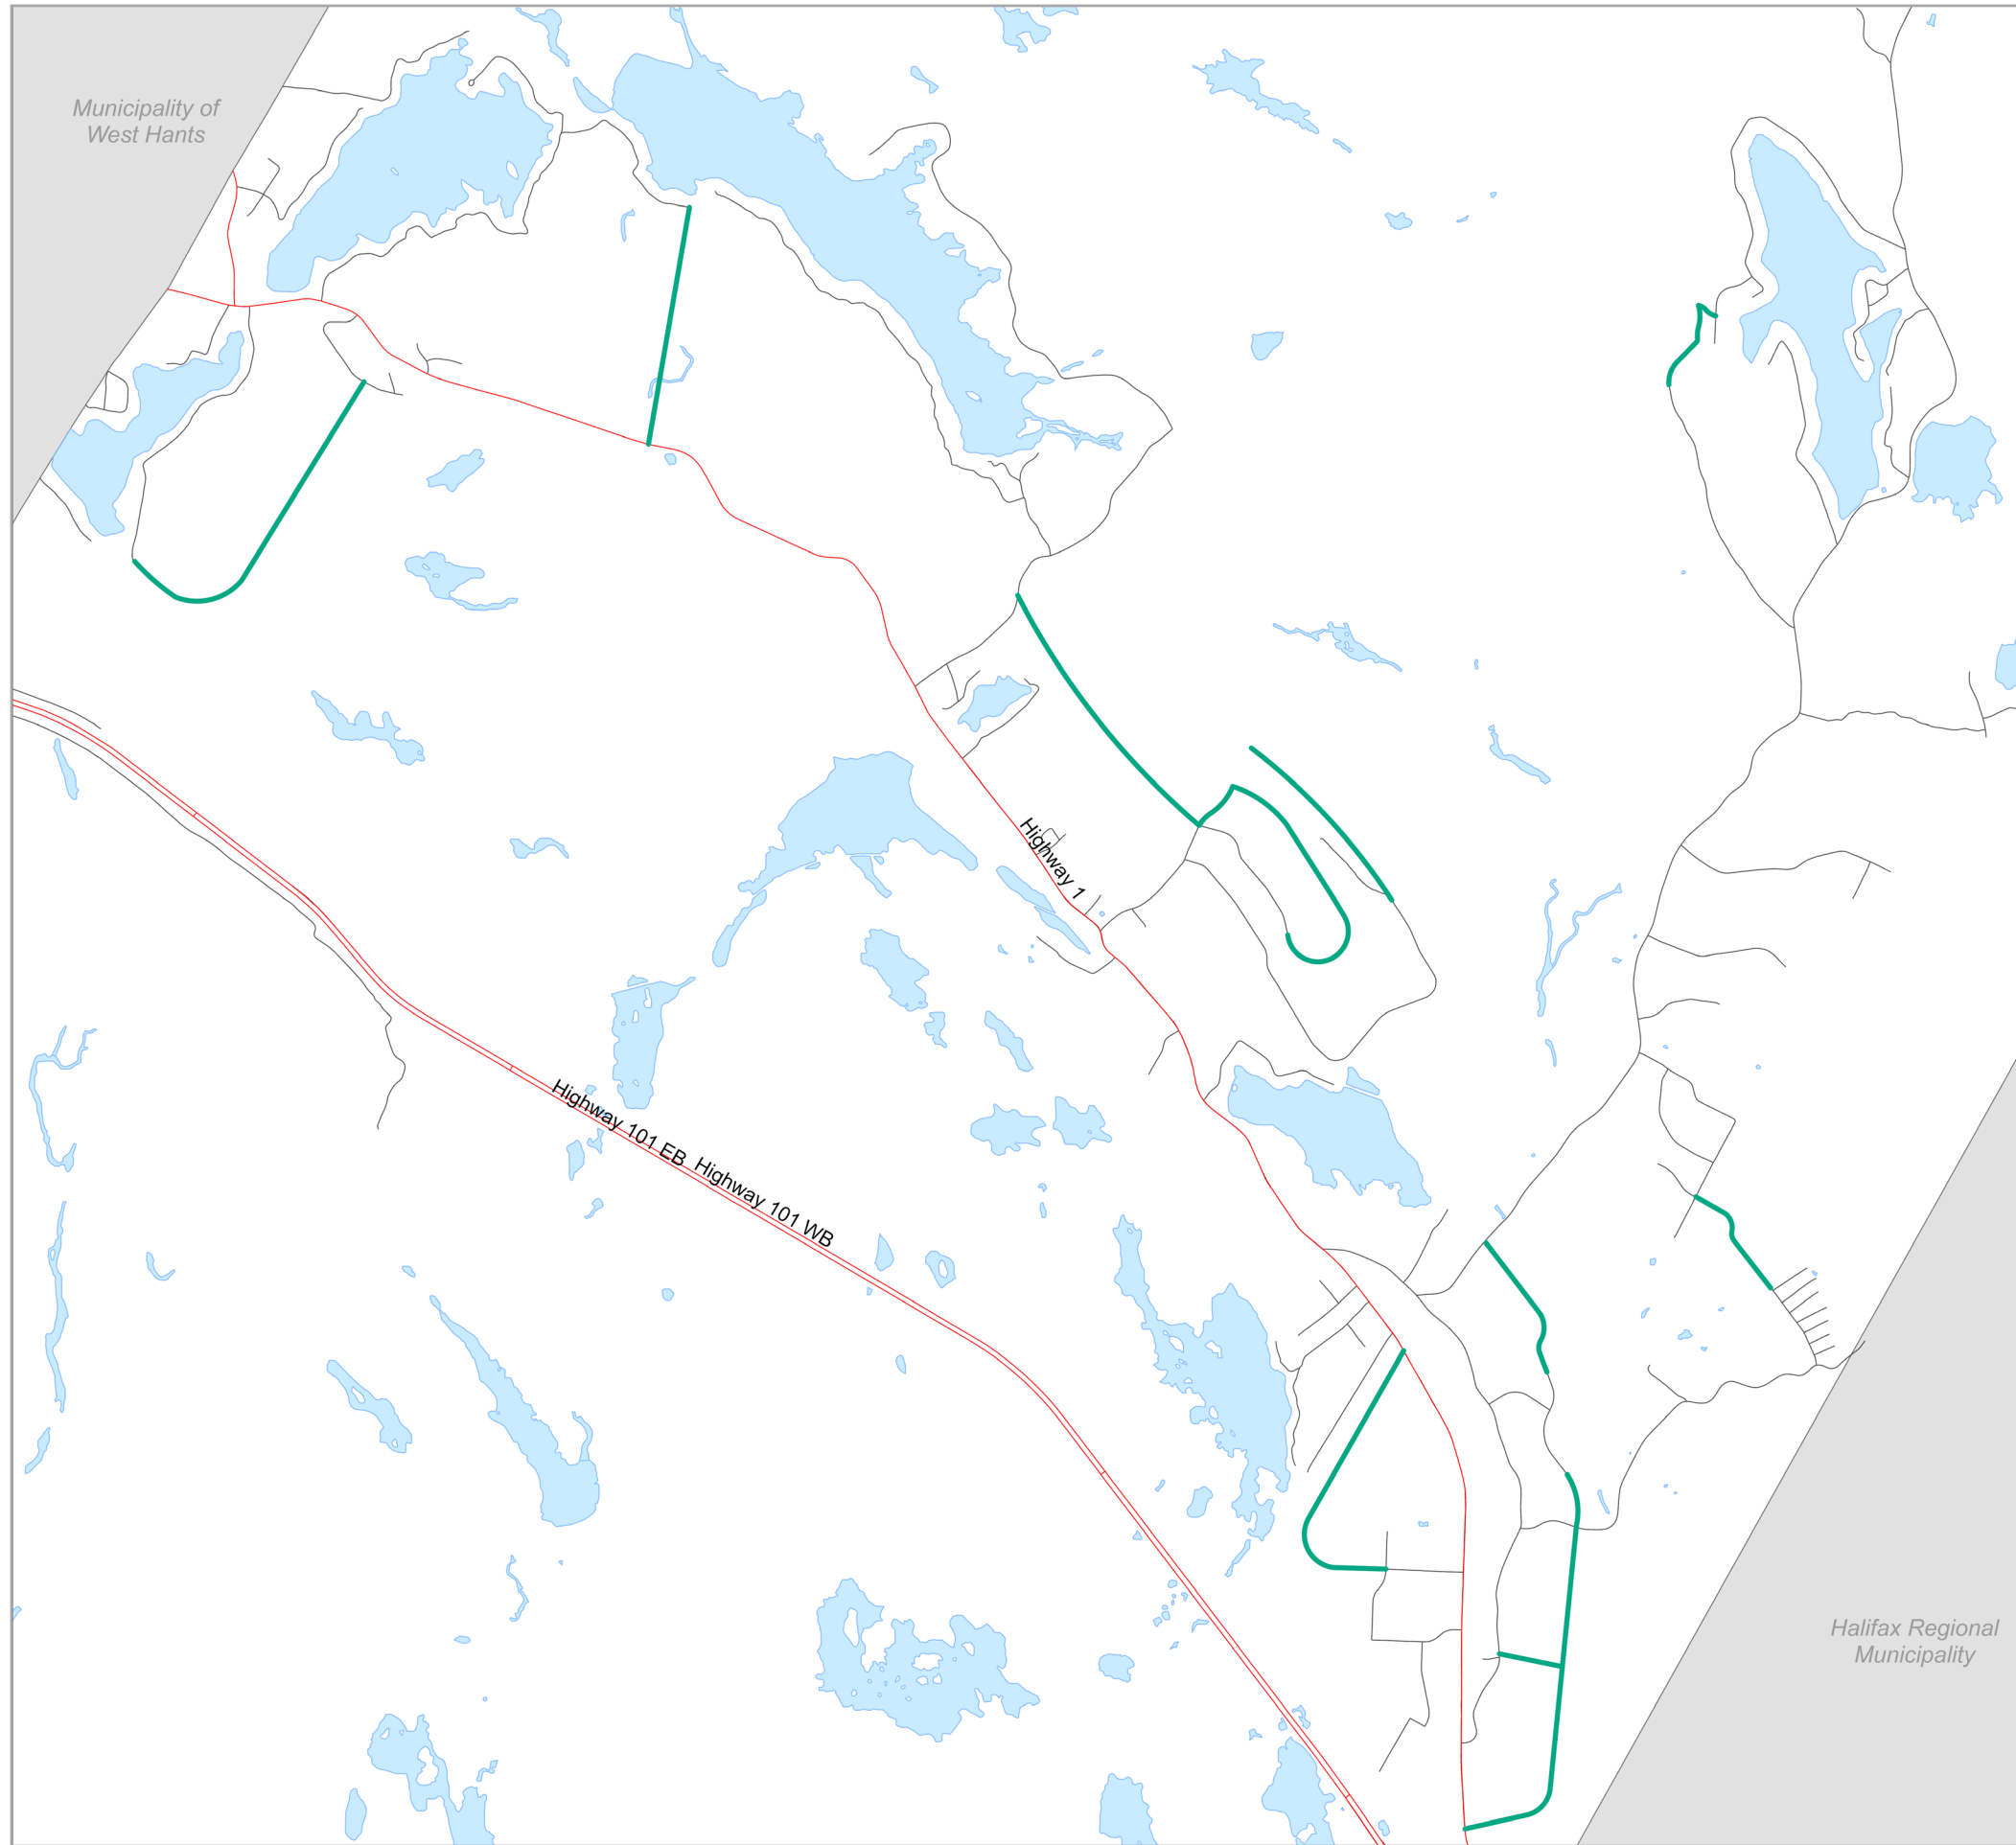 Municipality of
West Hants
Highway 1
Highway 101 EB
Highway 101 WB
Halifax Regional
Municipality